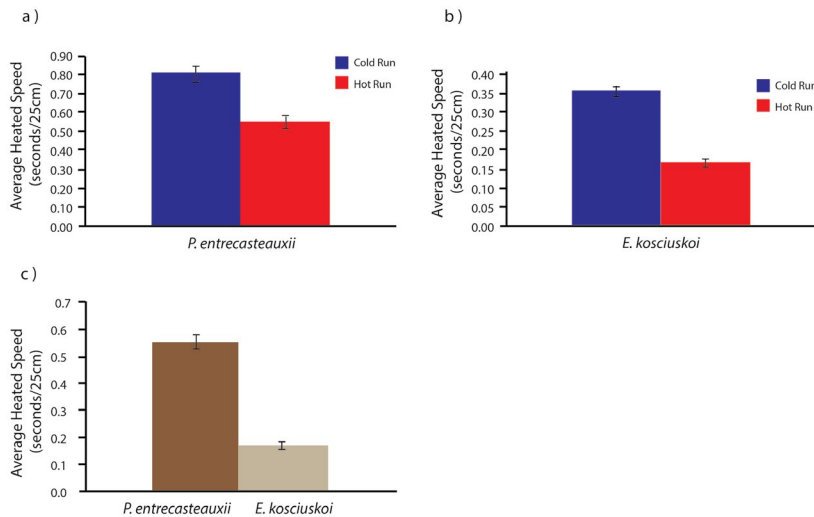 a )
Average Heated Speed
(seconds/25cm)
0.90
0.80
0.70
0.60
0.50
0.40
0.30
0.20
0.10
0.00
Cold Run
Hot Run
P. entrecasteauxii
b )
Average Heated Speed
(seconds/25cm)
0.40
0.35
0.30
0.25
0.20
0.15
0.10
0.05
0.00
Cold Run
Hot Run
E. kosciuskoi
c )
Average Heated Speed
(seconds/25cm)
0.7
0.6
0.5
0.4
0.3
0.2
0.1
0.0
P. entrecasteauxii E. kosciuskoi